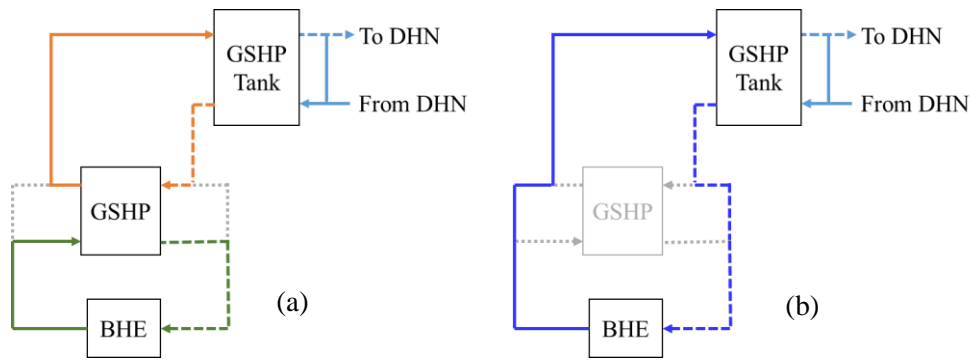 GSHP
Tank
To DHN
From DHN
GSHP
BHE
(a)
GSHP
Tank
To DHN
From DHN
GSHP
BHE
(b)